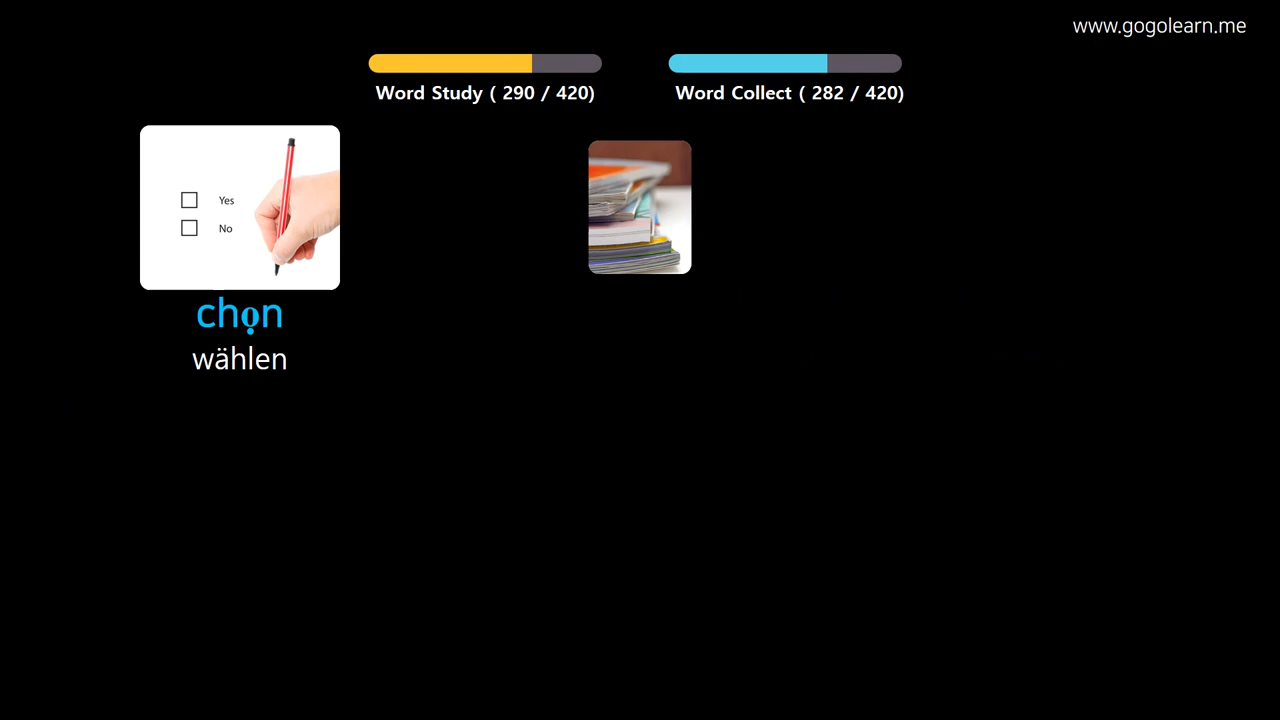 www.gogolearn.me
Word Study ( 290 / 420)
Word Collect ( 282 / 420)
Yes
No
chọn
wählen